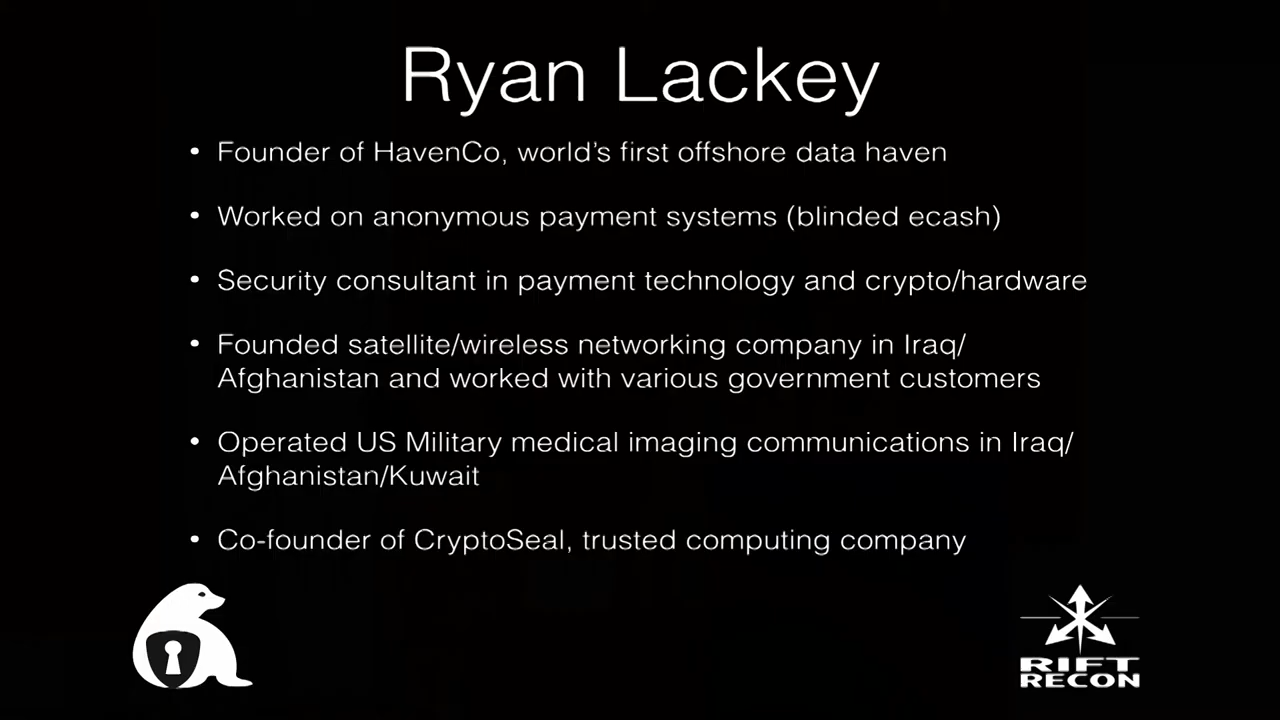 Ryan Lackey
• Founder of HavenCo, world's first offshore data haven
• Worked on anonymous payment systems (blinded ecash)
• Security consultant in payment technology and crypto/hardware
• Founded satellite/wireless networking company in Iraq/
Afghanistan and worked with various government customers
• Operated US Military medical imaging communications in Iraq/
Afghanistan/Kuwait
• Co-founder of CryptoSeal, trusted computing company
RIFT
RECON